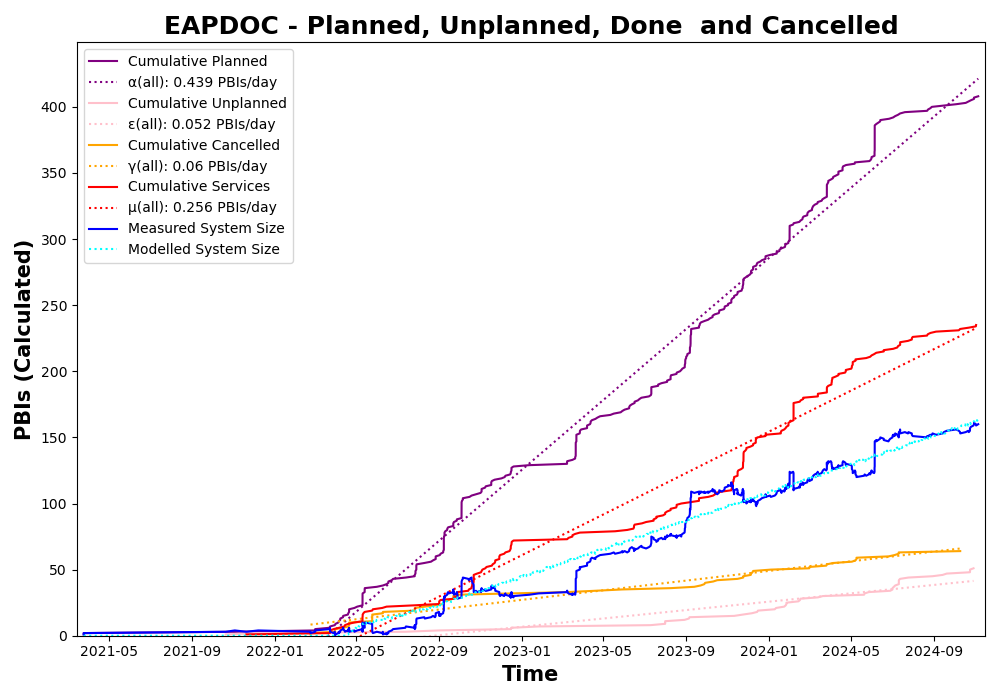 EAPDOC - Planned, Unplanned, Done  and Cancelled
Cumulative Planned
α(all): 0.439 PBIs/day
Cumulative Unplanned
ε(all): 0.052 PBIs/day
Cumulative Cancelled
γ(all): 0.06 PBIs/day
Cumulative Services
μ(all): 0.256 PBIs/day
Measured System Size
Modelled System Size
PBIs (Calculated)
400
350
300
250
200
150
100
50
0
2021-05 2021-09 2022-01 2022-05 2022-09 2023-01 2023-05 2023-09 2024-01 2024-05 2024-09
Time